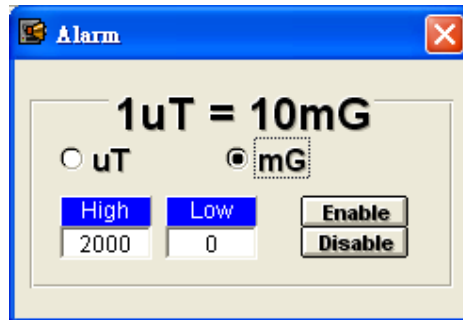 Alarm
1uT = 10mG
uT mG
High Low Enable
2000 0 Disable